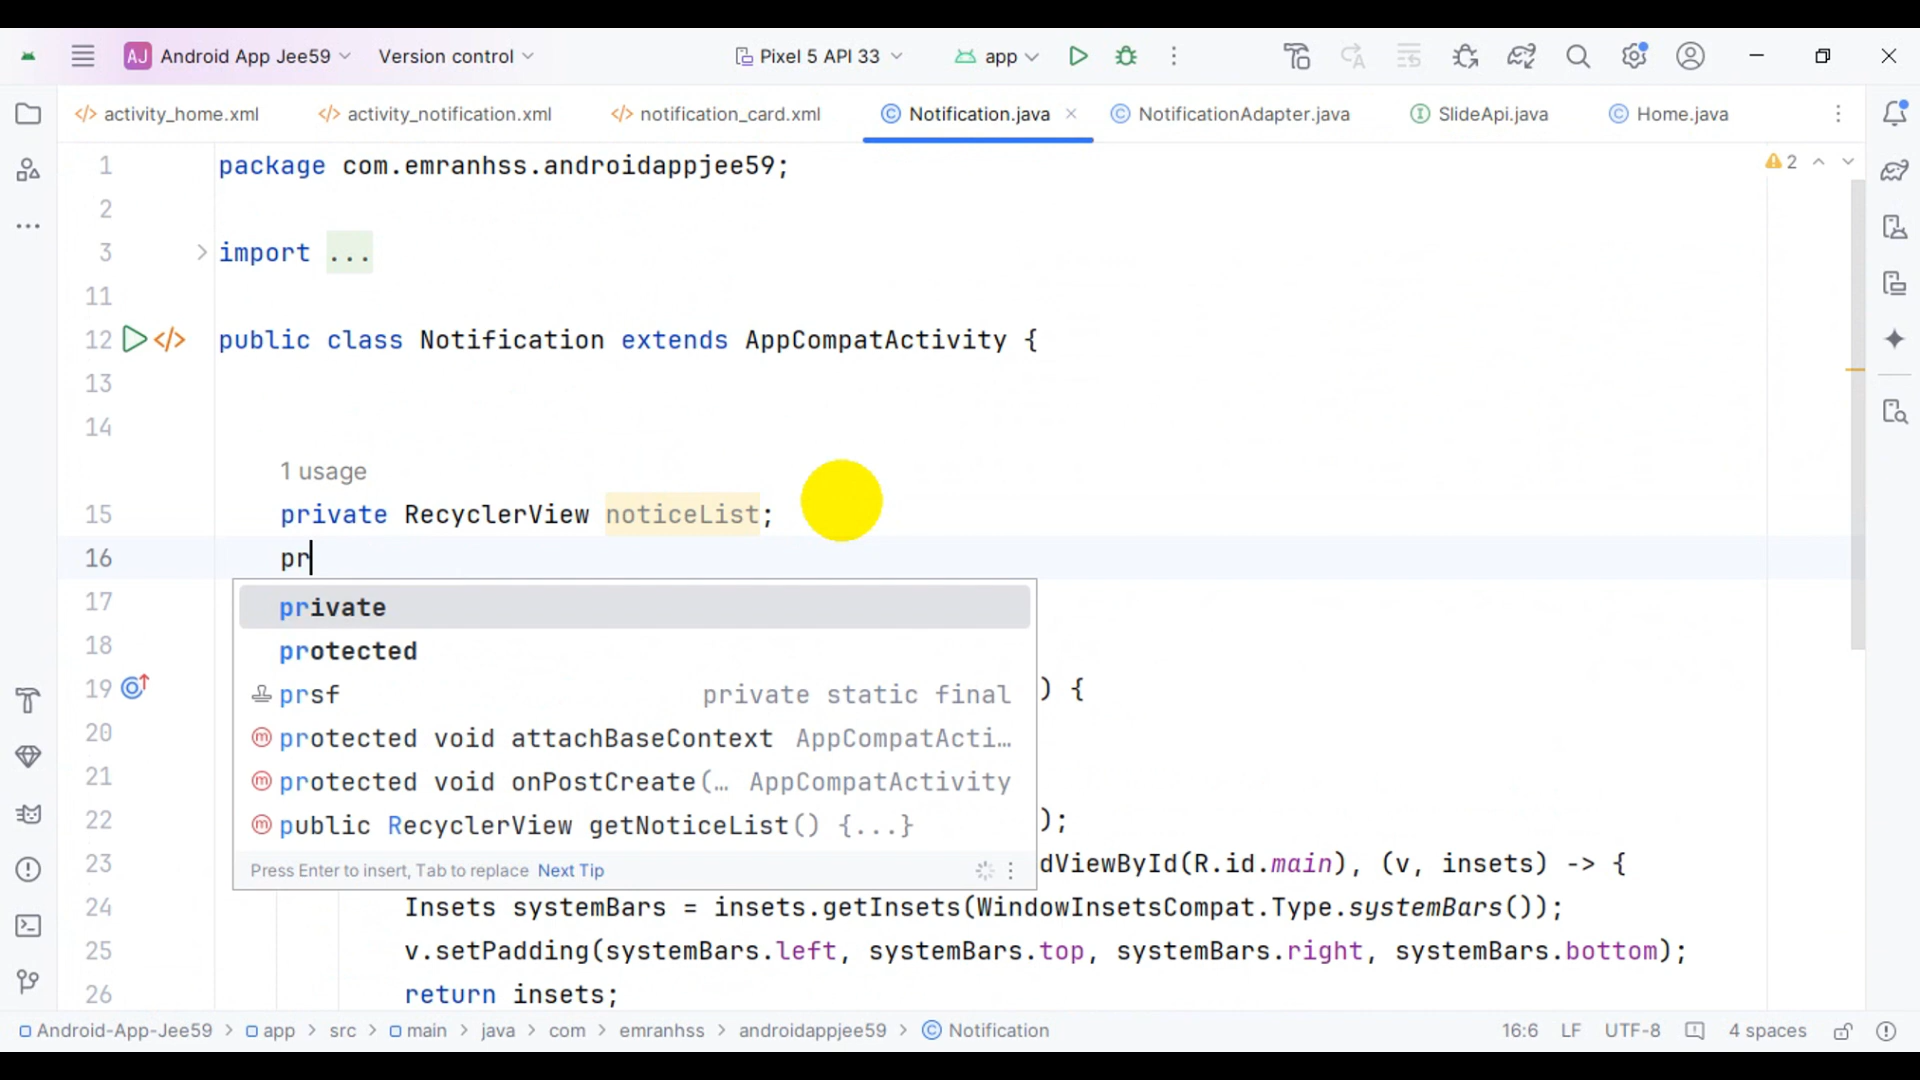 AJ Android App Jee59 Version control Pixel 5 API 33 app
activity_home.xml activity_notification.xml notification_card.xml Notification.java NotificationAdapter.java SlideApi.java Home.java
1 package com.emranhss.androidappjee59;
2
2
3 import ...
11
12 public class Notification extends AppCompatActivity {
13
14
1 usage
15 private RecyclerView noticeList;
16 pr
17
private
18
protected
19 ) {
prsf private static final
20
protected void attachBaseContext AppCompatActi…
21
protected void onPostCreate(… AppCompatActivity
22 );
public RecyclerView getNoticeList() {...}
23 dViewById(R.id.main), (v, insets) -> {
Press Enter to insert, Tab to replace Next Tip
24 Insets systemBars = insets.getInsets(WindowInsetsCompat.Type.systemBars());
25 v.setPadding(systemBars.left, systemBars.top, systemBars.right, systemBars.bottom);
26 return insets;
Android-App-Jee59 > app > src > main > java > com > emranhss > androidappjee59 > Notification 16:6 LF UTF-8 4 spaces